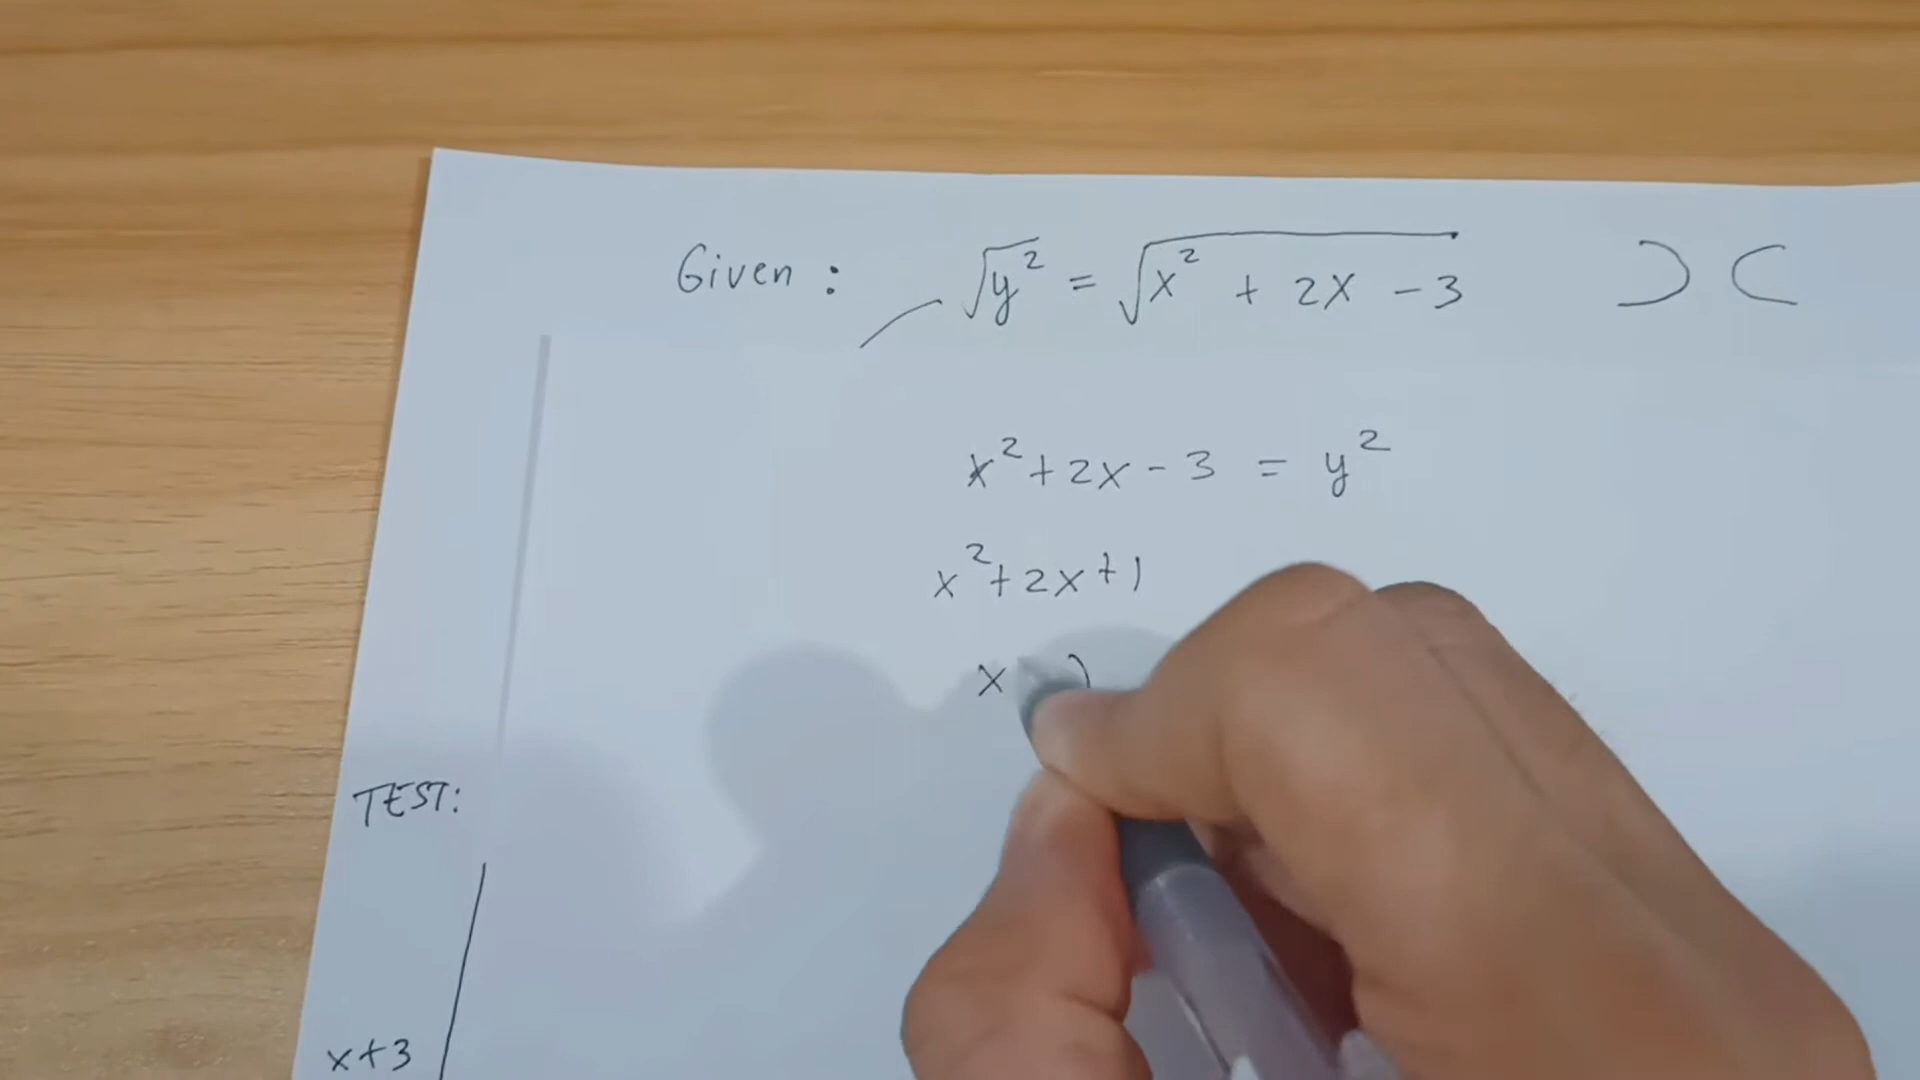 Given : √y² = √x² + 2x - 3
x² + 2x - 3 = y²
x² + 2x + 1
x )
TEST:
x + 3